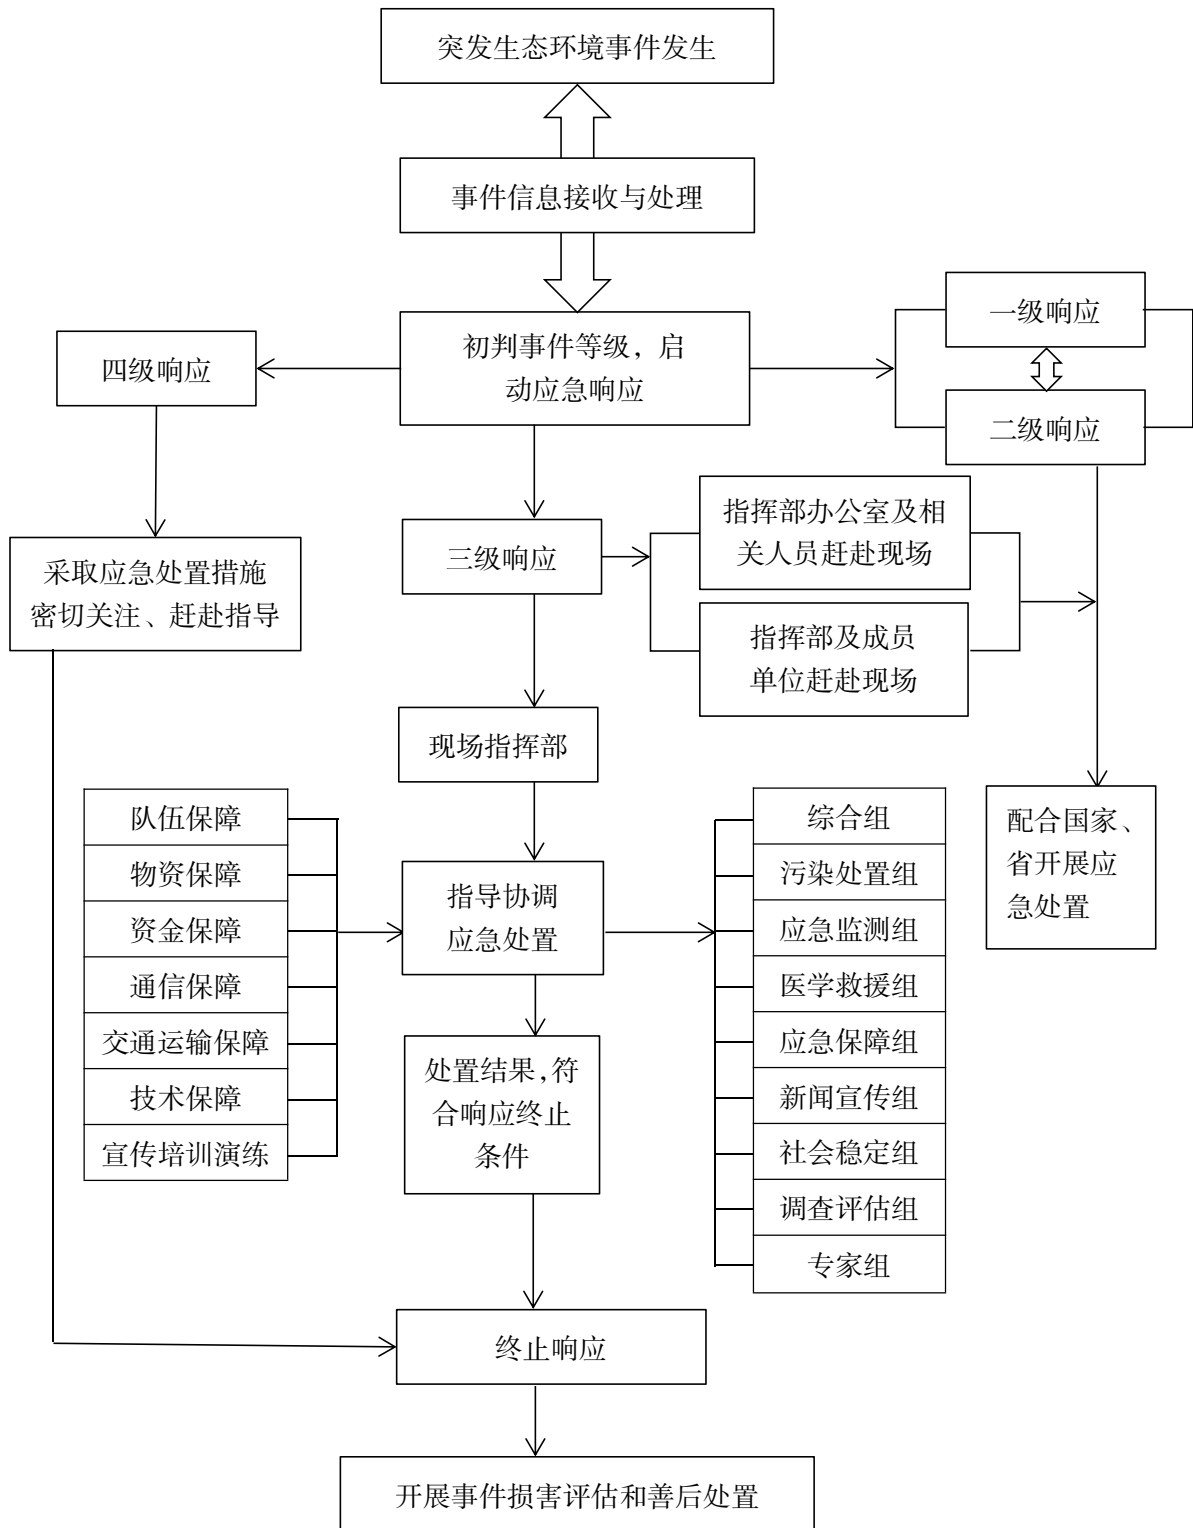 突发生态环境事件发生
事件信息接收与处理
初判事件等级，启
动应急响应
四级响应
一级响应
二级响应
三级响应
指挥部办公室及相
关人员赶赴现场
指挥部及成员
单位赶赴现场
采取应急处置措施
密切关注、赶赴指导
现场指挥部
队伍保障
物资保障
资金保障
通信保障
交通运输保障
技术保障
宣传培训演练
指导协调
应急处置
综合组
污染处置组
应急监测组
医学救援组
应急保障组
新闻宣传组
社会稳定组
调查评估组
专家组
配合国家、
省开展应
急处置
处置结果，符
合响应终止
条件
终止响应
开展事件损害评估和善后处置